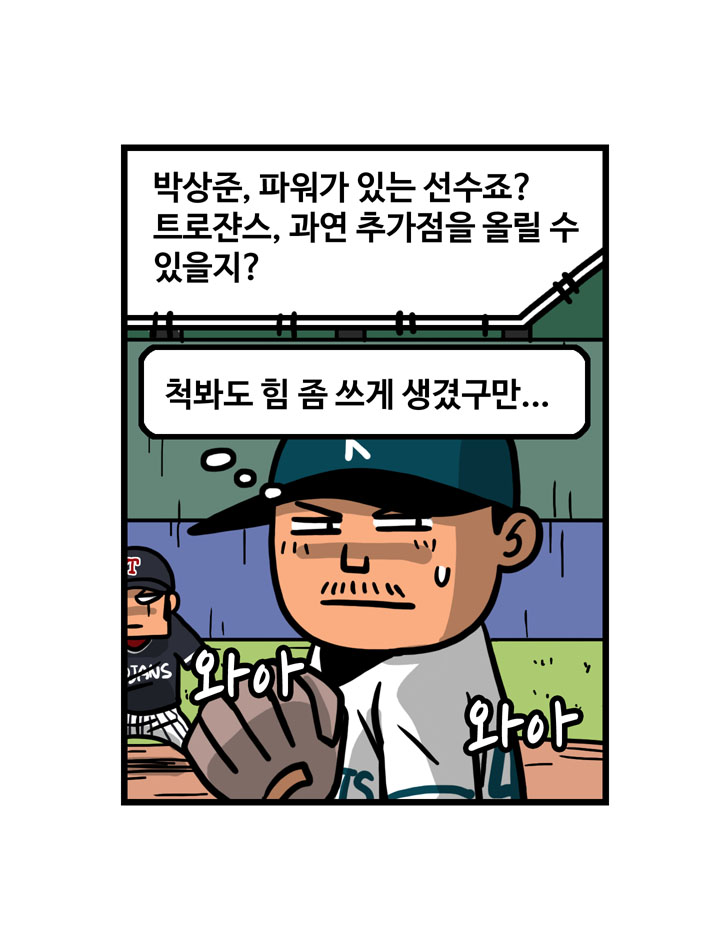 박상준, 파워가 있는 선수죠?
트로쟌스, 과연 추가점을 올릴 수
있을지?
척봐도 힘 좀 쓰게 생겼구만...
T
와아
와아